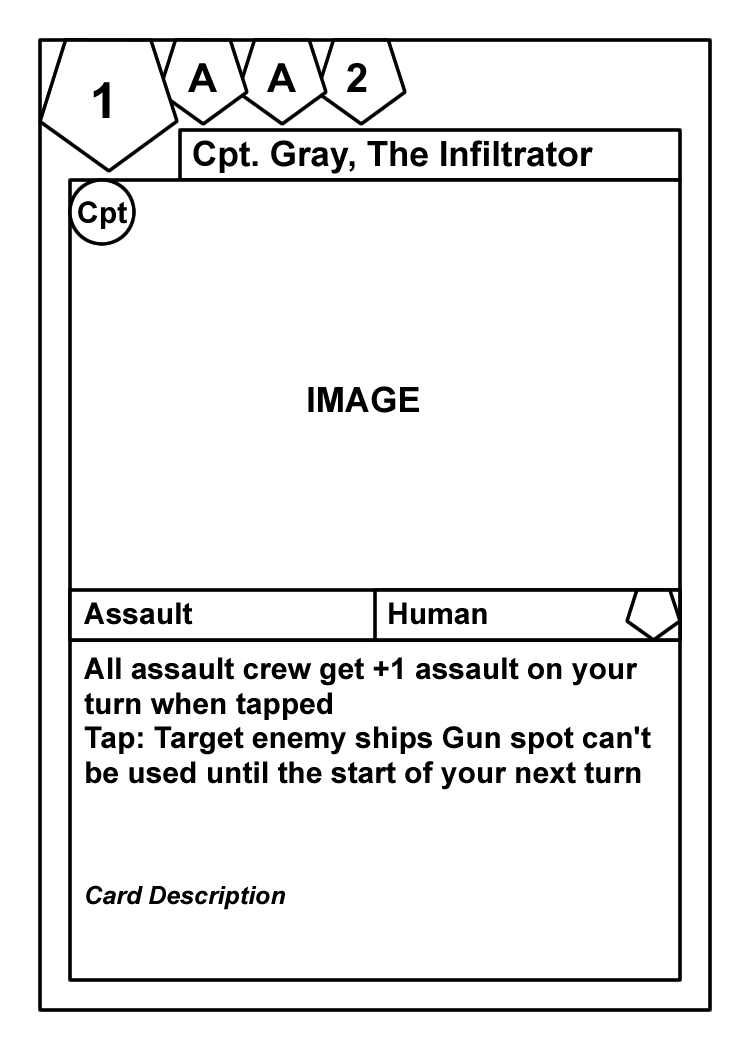 1
A A 2
Cpt. Gray, The Infiltrator
Cpt
IMAGE
Assault
Human
All assault crew get +1 assault on your
turn when tapped
Tap: Target enemy ships Gun spot can't
be used until the start of your next turn
Card Description